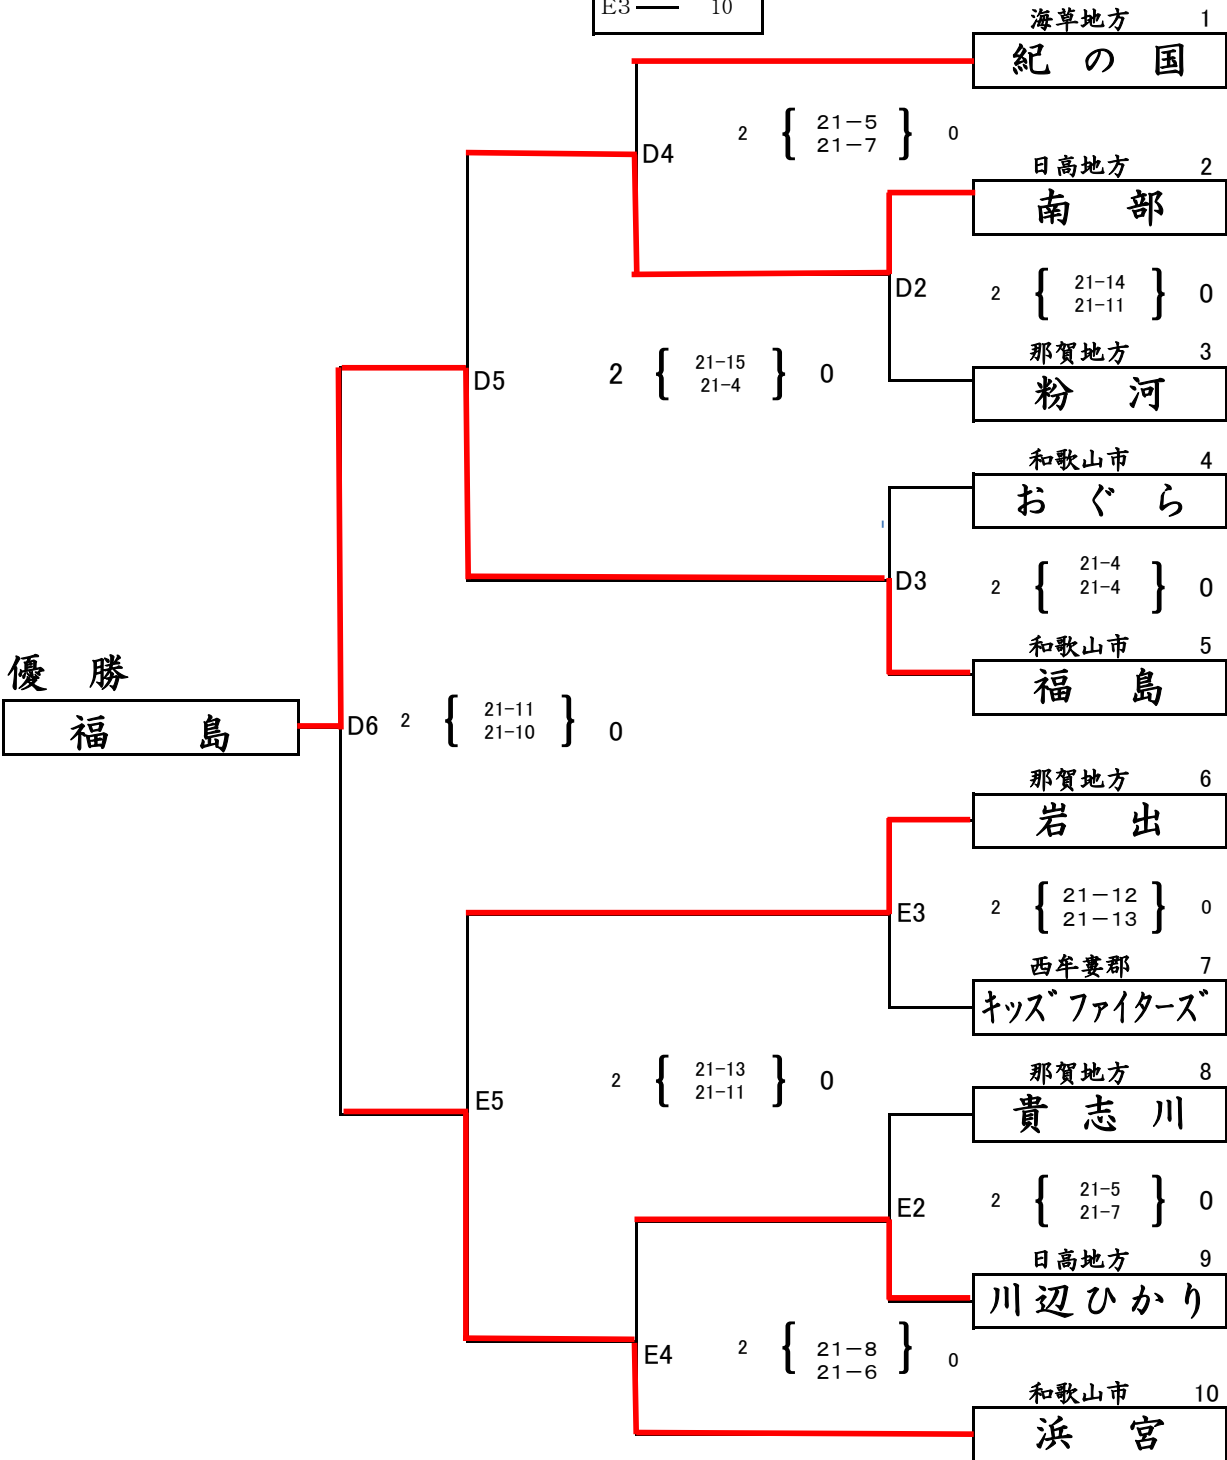 E3 10
海草地方 1
紀の国
2 { 21－5 } 0
21－7
D4
日高地方 2
南部
D2
2 { 21-14 } 0
21-11
那賀地方 3
粉河
D5
2 { 21-15 } 0
21-4
和歌山市 4
おぐら
D3
2 { 21-4 } 0
21-4
和歌山市 5
福島
優勝
福島
D6
2 { 21-11 } 0
21-10
那賀地方 6
岩出
E3
2 { 21－12 } 0
21－13
西牟婁郡 7
キッズファイターズ
E5
2 { 21-13 } 0
21-11
那賀地方 8
貴志川
E2
2 { 21-5 } 0
21-7
日高地方 9
川辺ひかり
E4
2 { 21－8 } 0
21－6
和歌山市 10
浜宮